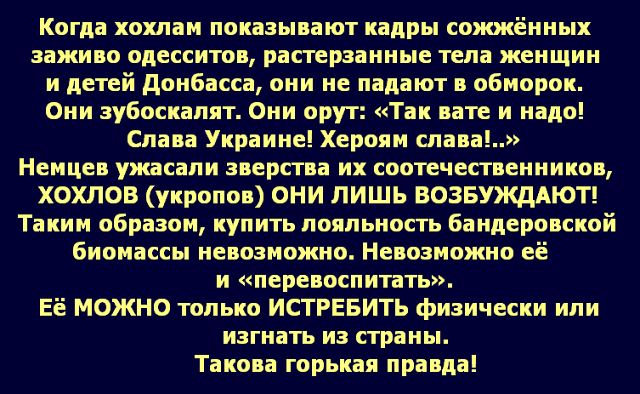 Когда хохлам показывают кадры сожжённых
заживо одесситов, растерзанные тела женщин
и детей Донбасса, они не падают в обморок.
Они зубоскалят. Они орут: «Так вате и надо!
Слава Украине! Хероям слава!..»
Немцев ужасали зверства их соотечественников,
ХОХЛОВ (укропов) ОНИ ЛИШЬ ВОЗБУЖДАЮТ!
Таким образом, купить лояльность бандеровской
биомассы невозможно. Невозможно её
и «перевоспитать».
Её МОЖНО только ИСТРЕБИТЬ физически или
изгнать из страны.
Такова горькая правда!